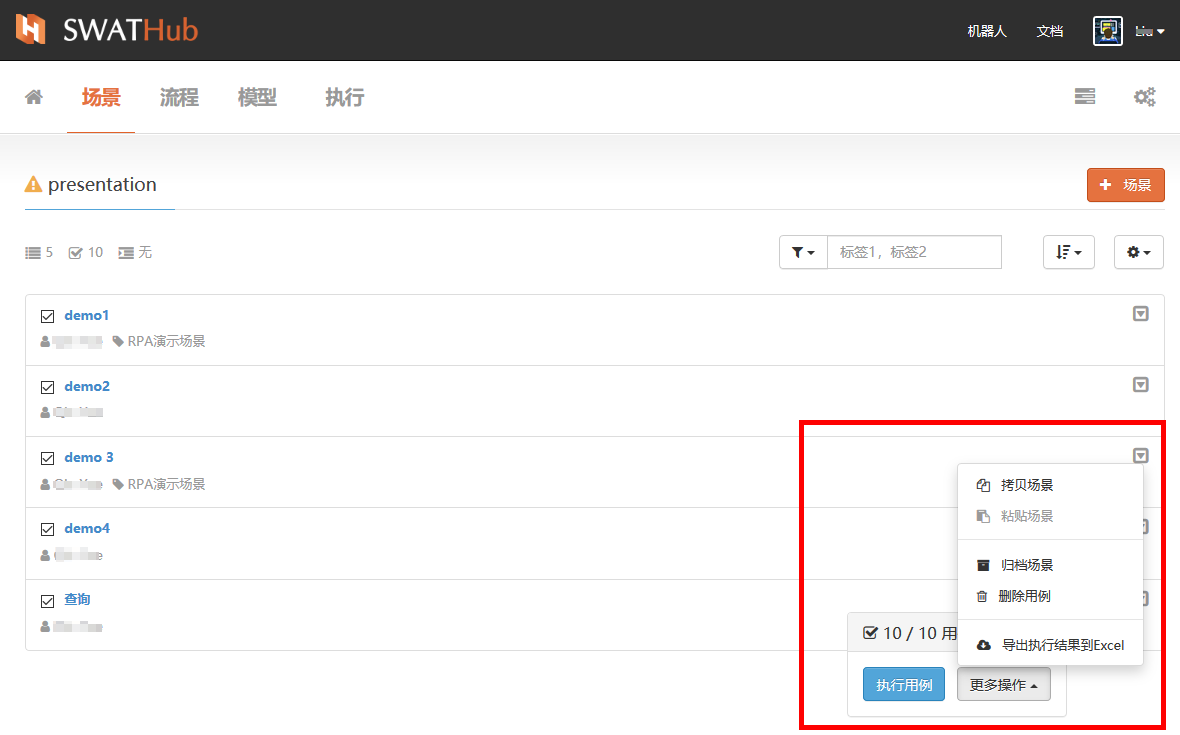 SWATHub
机器人 文档
场景 流程 模型 执行
presentation
场景
5 10 无
标签1，标签2
demo1
RPA演示场景
demo2
demo 3
RPA演示场景
demo4
查询
拷贝场景
粘贴场景
归档场景
删除用例
导出执行结果到Excel
10 / 10 用
执行用例 更多操作